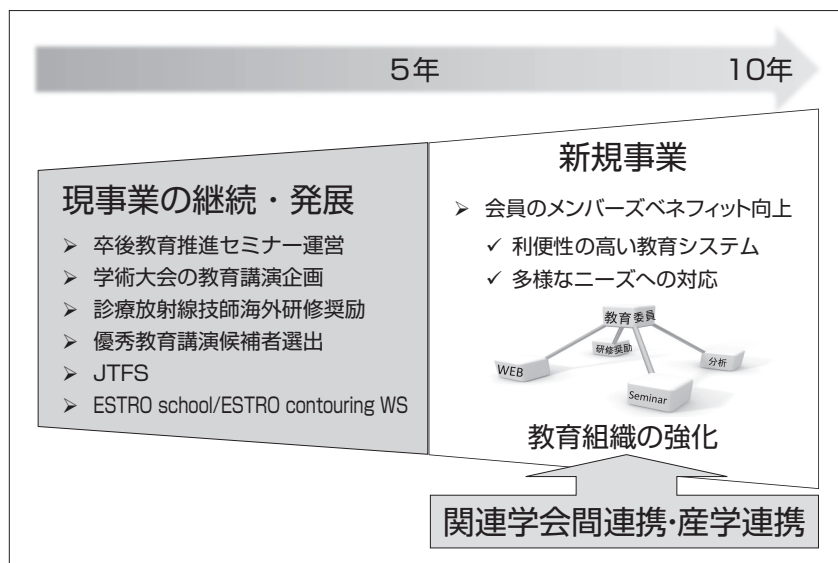 5年
10年
現事業の継続・発展
➢ 卒後教育推進セミナー運営
➢ 学術大会の教育講演企画
➢ 診療放射線技師海外研修奨励
➢ 優秀教育講演候補者選出
➢ JTFS
➢ ESTRO school/ESTRO contouring WS
新規事業
➢ 会員のメンバーズベネフィット向上
✓ 利便性の高い教育システム
✓ 多様なニーズへの対応
教育委員
研修奨励
分析
WEB
Seminar
教育組織の強化
関連学会間連携・産学連携